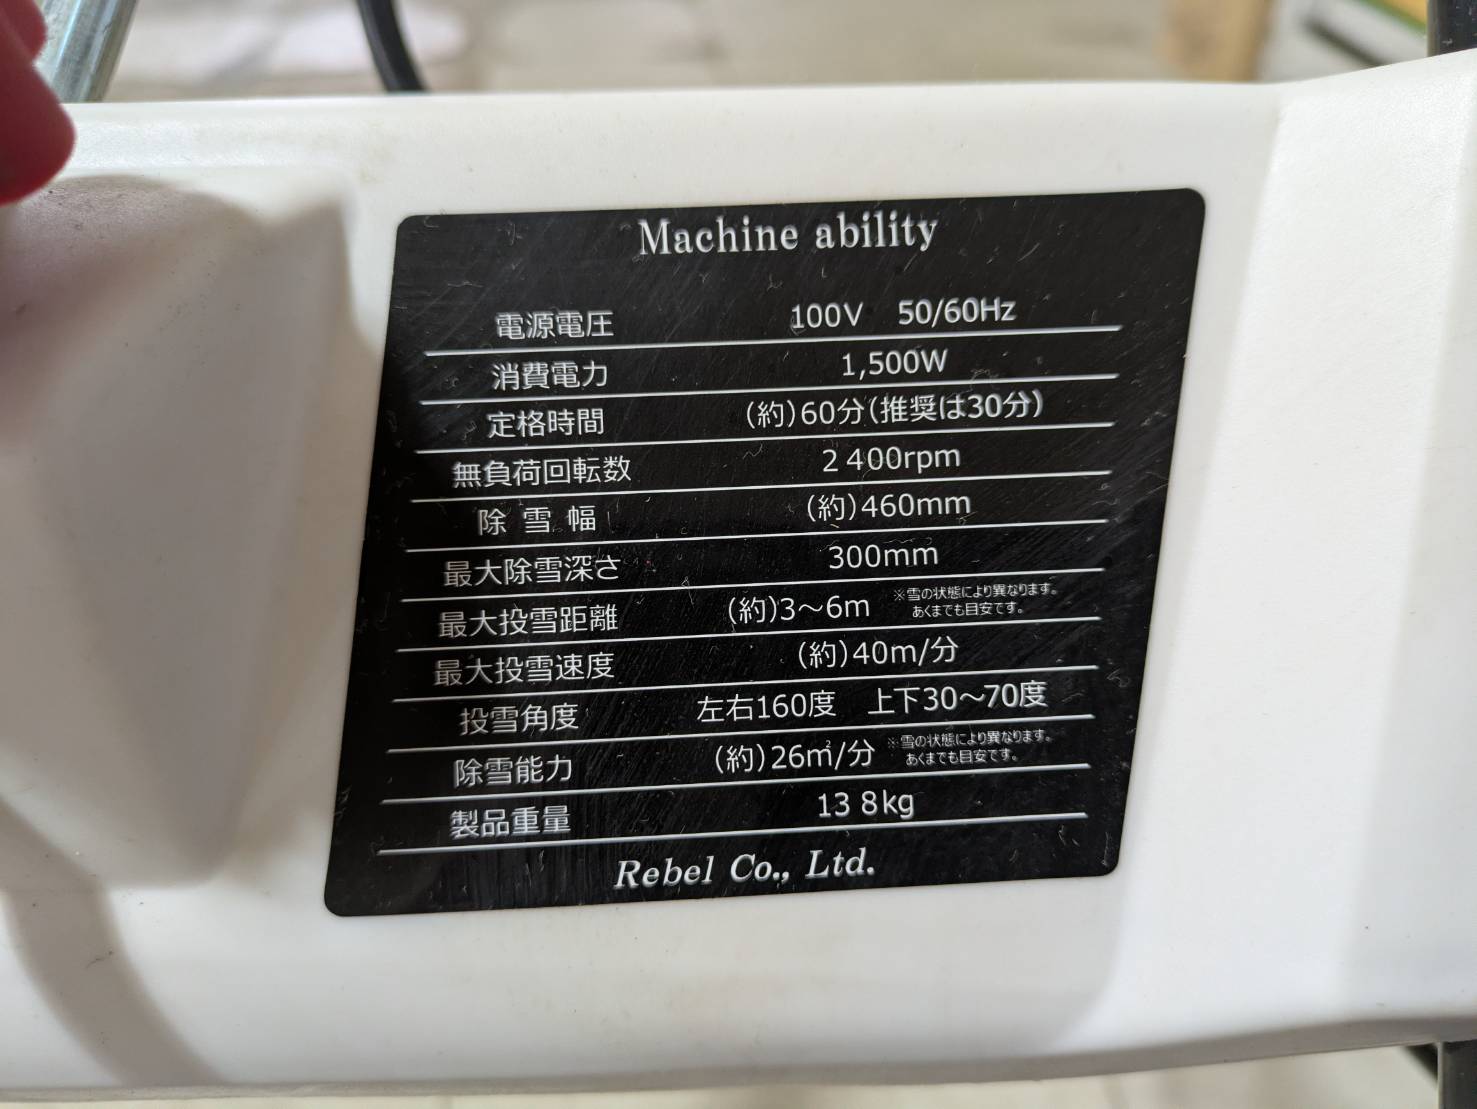 Machine ability
電源電圧 100V 50/60Hz
消費電力 1,500W
定格時間 (約)60分(推奨は30分)
無負荷回転数 2 400rpm
除雪幅 (約)460mm
最大除雪深さ 300mm
最大投雪距離 (約)3～6m ※雪の状態により異なります。
あくまでも目安です。
最大投雪速度 (約)40m/分
投雪角度 左右160度 上下30～70度
除雪能力 (約)26㎡/分 ※雪の状態により異なります。
あくまでも目安です。
製品重量 13 8kg
Rebel Co., Ltd.